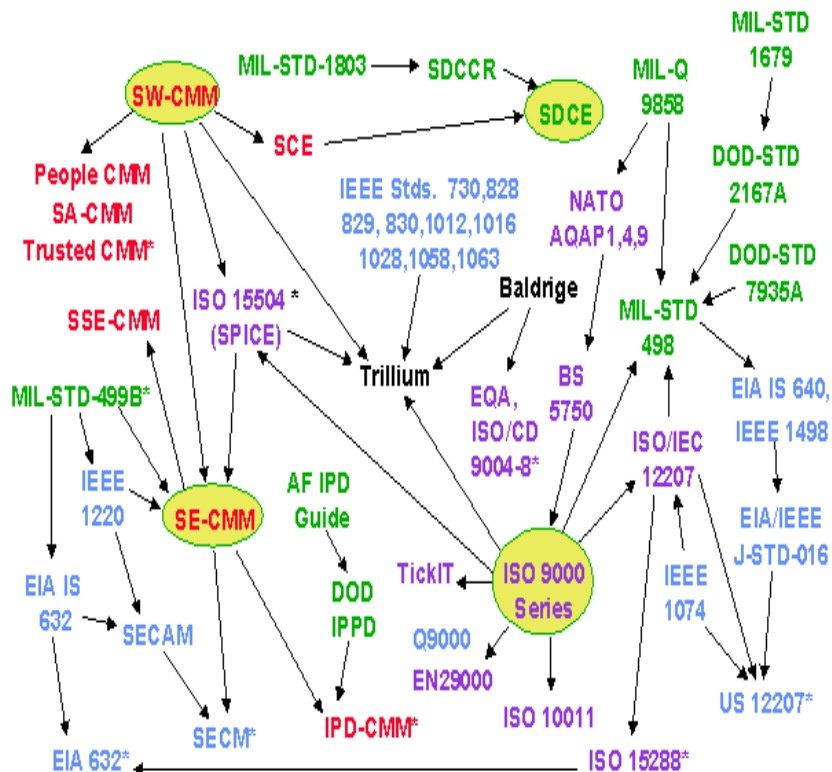 MIL-STD
1679
MIL-STD-1803
SDCCR
MIL-Q
9858
SW-CMM
SDCE
SCE
People CMM
SA-CMM
Trusted CMM*
IEEE Stds. 730,828
829, 830,1012,1016
1028,1058,1063
NATO
AQAP1,4,9
DOD-STD
2167A
DOD-STD
7935A
ISO 15504 *
(SPICE)
Baldrige
SSE-CMM
MIL-STD
498
Trillium
MIL-STD-499B*
EQA,
ISO/CD
9004-8*
BS
5750
EIA IS 640,
IEEE 1498
ISO/IEC
12207
IEEE
1220
SE-CMM
AF IPD
Guide
EIA/IEEE
J-STD-016
TickIT
ISO 9000
Series
IEEE
1074
EIA IS
632
SECAM
DOD
IPPD
Q9000
EN29000
US 12207*
SECM*
IPD-CMM*
ISO 10011
EIA 632*
ISO 15288*